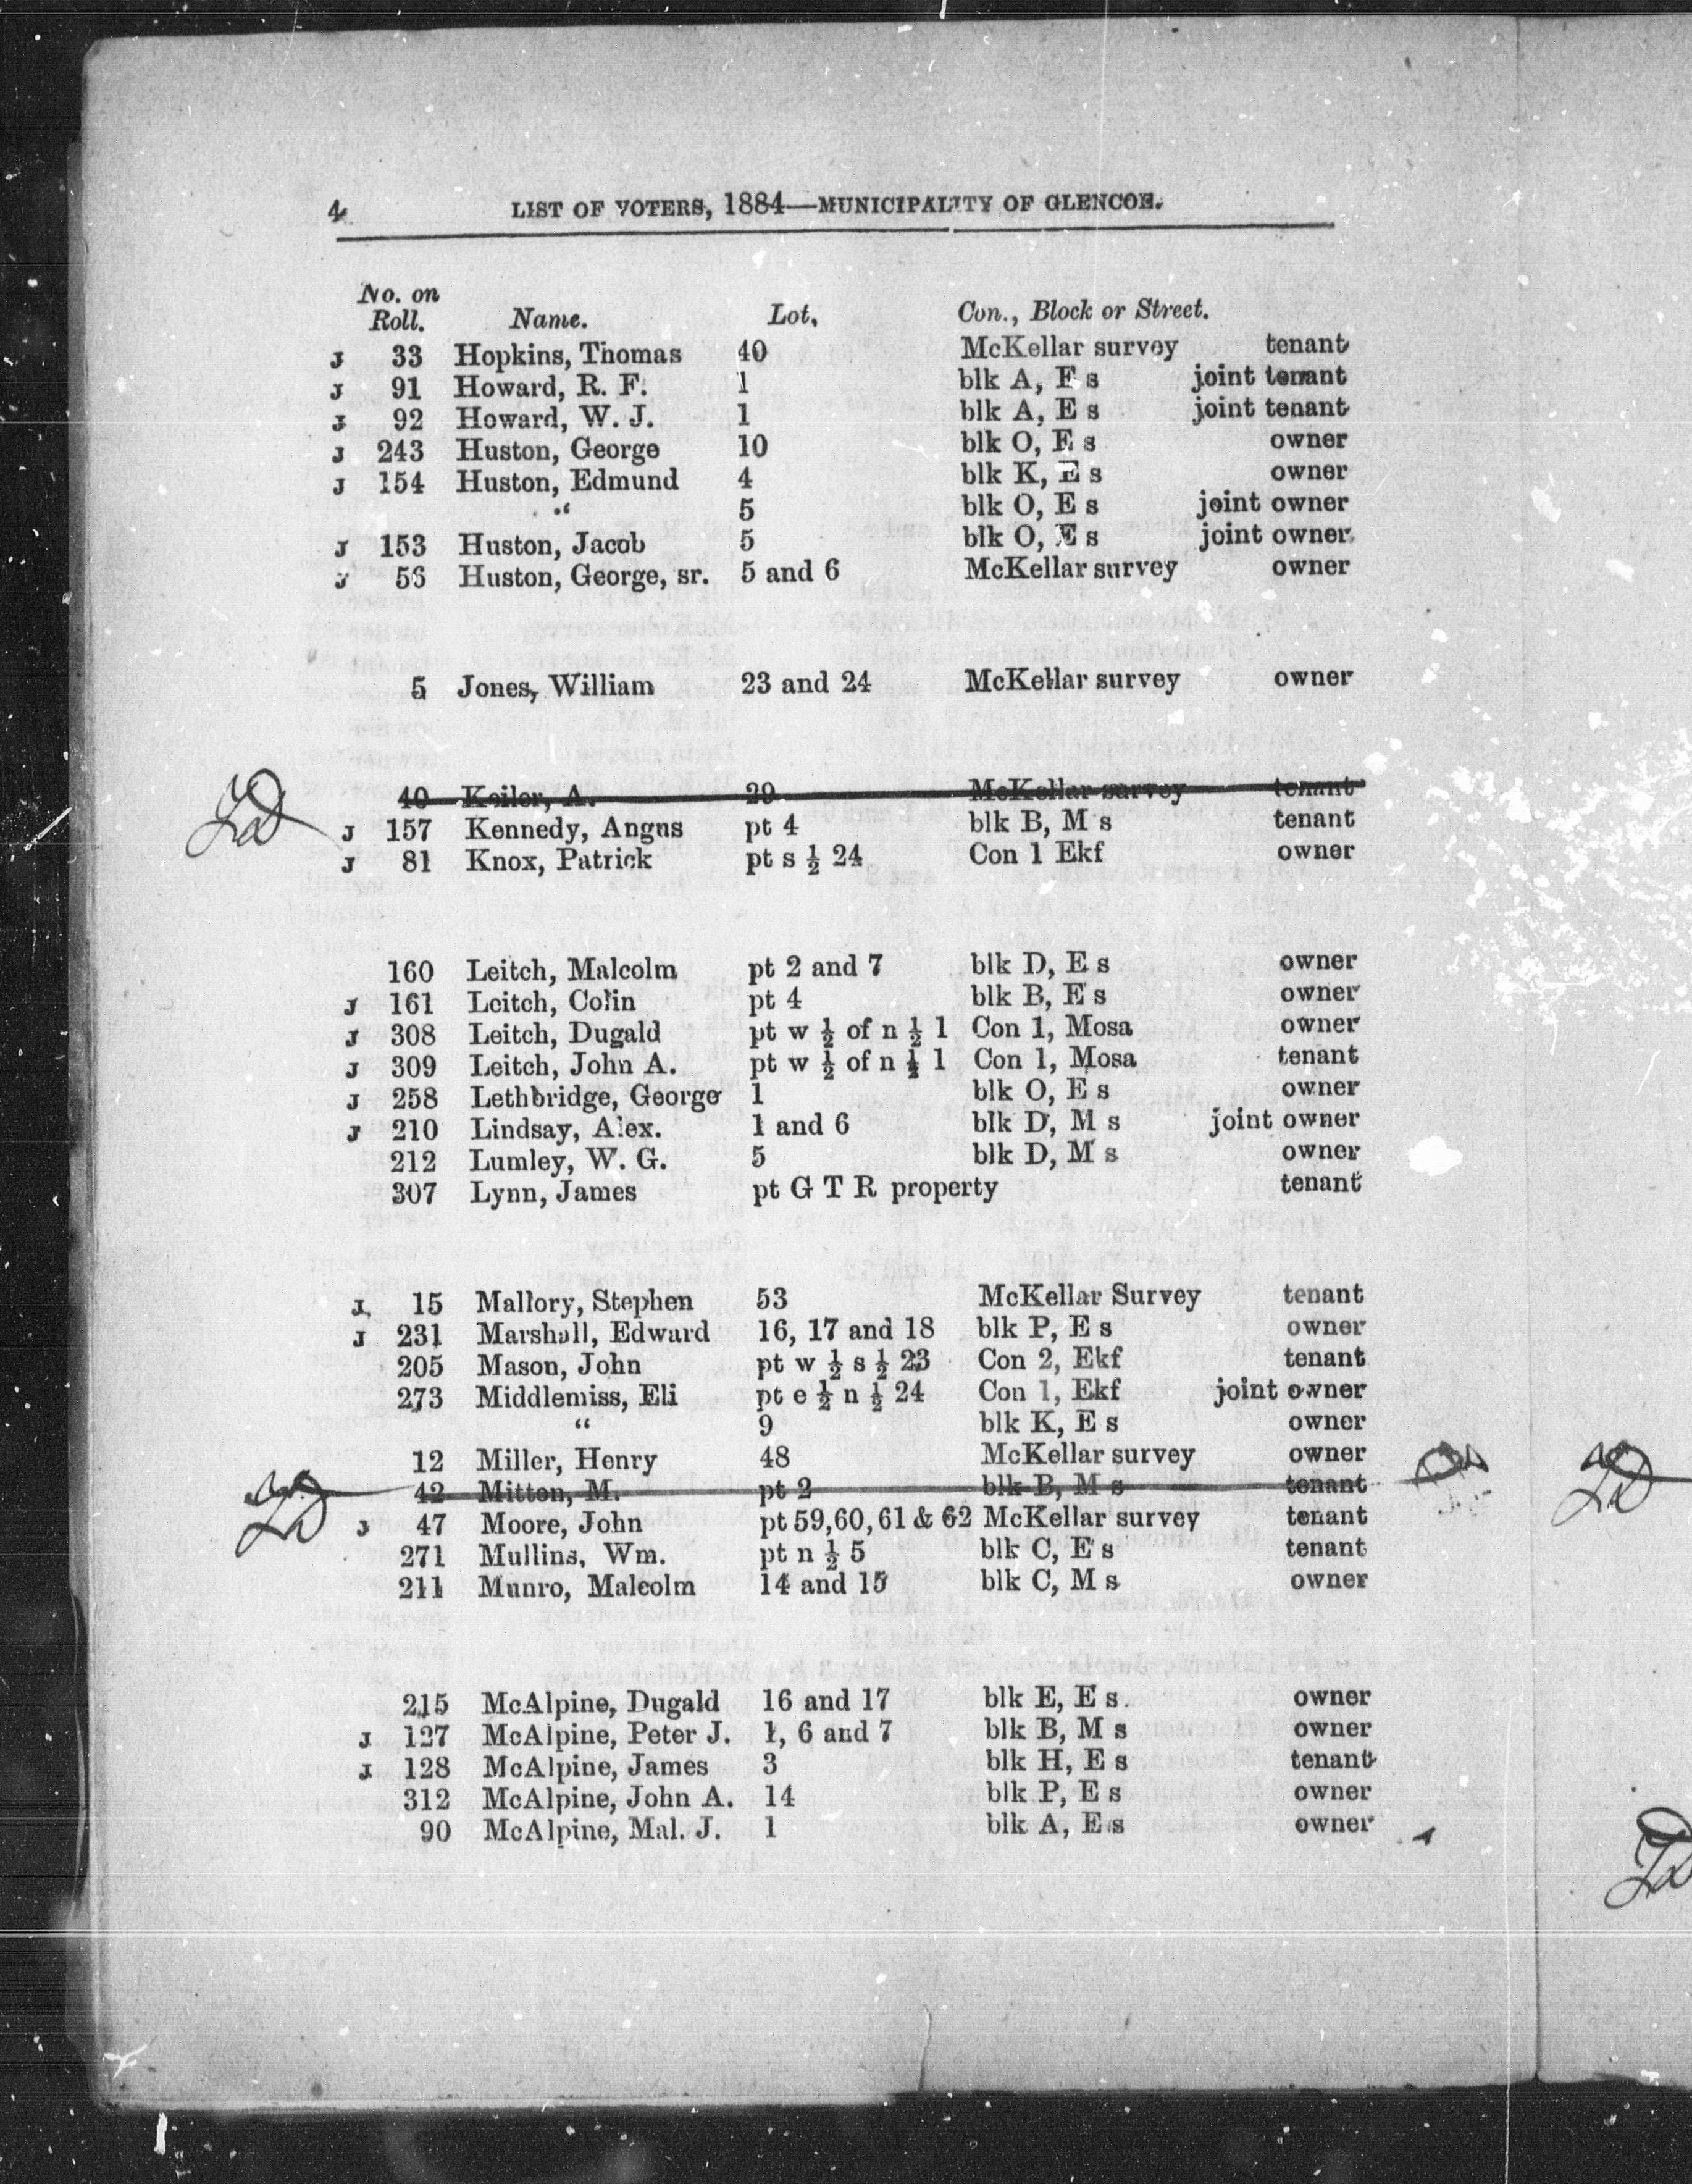 4 LIST OF VOTERS, 1884—MUNICIPALITY OF GLENCOE.
No. on
Roll. Name. Lot, Con., Block or Street.
J 33 Hopkins, Thomas 40 McKellar survey tenant
J 91 Howard, R. F. 1 blk A, E s joint tenant
J 92 Howard, W. J. 1 blk A, E s joint tenant
J 243 Huston, George 10 blk O, E s owner
J 154 Huston, Edmund 4 blk K, E s owner
“ 5 blk O, E s joint owner
J 153 Huston, Jacob 5 blk O, E s joint owner
J 56 Huston, George, sr. 5 and 6 McKellar survey owner
5 Jones, William 23 and 24 McKellar survey owner
40 Keiler, A. 29 McKellar survey tenant
J 157 Kennedy, Angus pt 4 blk B, M s tenant
J 81 Knox, Patrick pt s ½ 24 Con 1 Ekf owner
160 Leitch, Malcolm pt 2 and 7 blk D, E s owner
J 161 Leitch, Colin pt 4 blk B, E s owner
J 308 Leitch, Dugald pt w ½ of n ½ 1 Con 1, Mosa owner
J 309 Leitch, John A. pt w ½ of n ½ 1 Con 1, Mosa tenant
J 258 Lethbridge, George 1 blk O, E s owner
J 210 Lindsay, Alex. 1 and 6 blk D, M s joint owner
212 Lumley, W. G. 5 blk D, M s owner
307 Lynn, James pt G T R property tenant
J 15 Mallory, Stephen 53 McKellar Survey tenant
J 231 Marshall, Edward 16, 17 and 18 blk P, E s owner
205 Mason, John pt w ½ s ½ 23 Con 2, Ekf tenant
273 Middlemiss, Eli pt e ½ n ½ 24 Con 1, Ekf joint owner
“ 9 blk K, E s owner
12 Miller, Henry 48 McKellar survey owner
42 Mitton, M. pt 2 blk B, M s tenant
J 47 Moore, John pt 59, 60, 61 & 62 McKellar survey tenant
271 Mullins, Wm. pt n ½ 5 blk C, E s tenant
211 Munro, Malcolm 14 and 15 blk C, M s owner
215 McAlpine, Dugald 16 and 17 blk E, E s. owner
J 127 McAlpine, Peter J. 1, 6 and 7 blk B, M s owner
J 128 McAlpine, James 3 blk H, E s tenant
312 McAlpine, John A. 14 blk P, E s owner
90 McAlpine, Mal. J. 1 blk A, E s owner